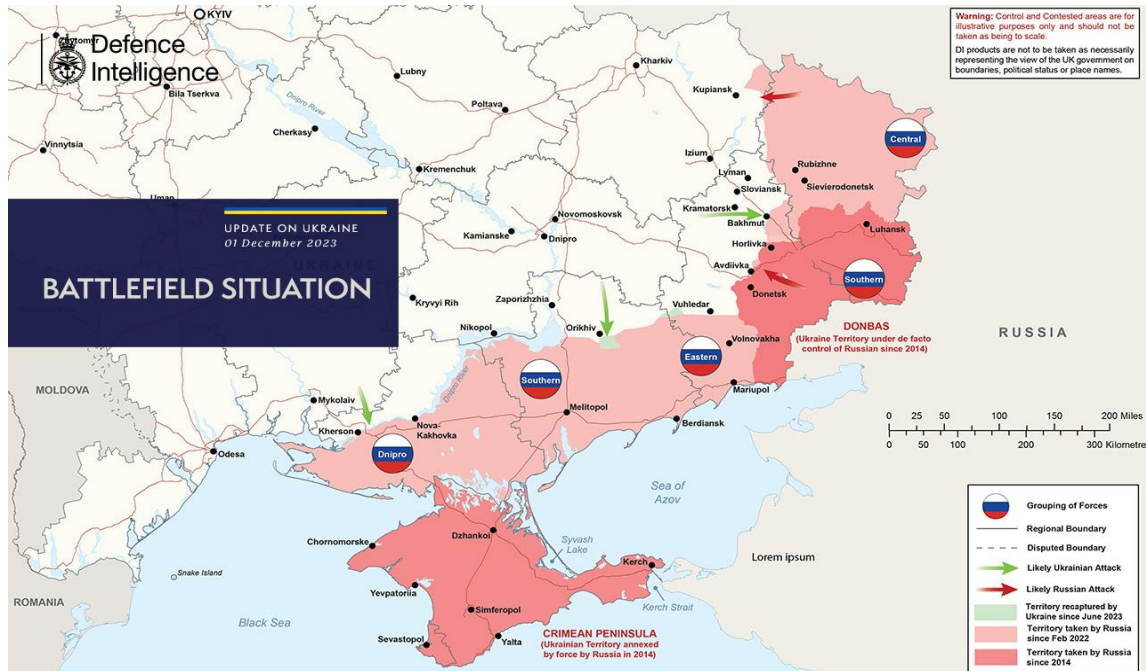 KYIV
Defence
Intelligence
Bila Tserkva
Vinnytsia
Uman
Cherkasy
Lubny
Poltava
Kharkiv
Kupiansk
Dnipro River
Kremenchuk
Izium
Lyman
Sloviansk
Kramatorsk
Bakhmut
Rubizhne
Sievierodonetsk
Central
Luhansk
Horlivka
Avdiivka
Donetsk
Southern
Warning: Control and Contested areas are for
illustrative purposes only and should not be
taken as being to scale.
DI products are not to be taken as necessarily
representing the view of the UK government on
boundaries, political status or place names.
UPDATE ON UKRAINE
01 December 2023
BATTLEFIELD SITUATION
Novomoskovsk
Kamianske
Dnipro
Kryvyi Rih
Zaporizhzhia
Nikopol
Orikhiv
Vuhledar
Volnovakha
Eastern
Mariupol
DONBAS
(Ukraine Territory under de facto
control of Russian since 2014)
RUSSIA
MOLDOVA
Mykolaiv
Kherson
Nova-
Kakhovka
Dnipro River
Southern
Melitopol
Berdiansk
Dnipro
Odesa
Sea of
Azov
0 25 50 100 150 200 Miles
0 50 100 200 300 Kilometre
Chornomorske
Dzhankoi
Syvash
Lake
Kerch
Kerch Strait
Lorem ipsum
Snake Island
ROMANIA
Black Sea
Yevpatoriia
Simferopol
Sevastopol
Yalta
CRIMEAN PENINSULA
(Ukrainian Territory annexed
by force by Russia in 2014)
Grouping of Forces
Regional Boundary
Disputed Boundary
Likely Ukrainian Attack
Likely Russian Attack
Territory recaptured by
Ukraine since June 2023
Territory taken by Russia
since Feb 2022
Territory taken by Russia
since 2014